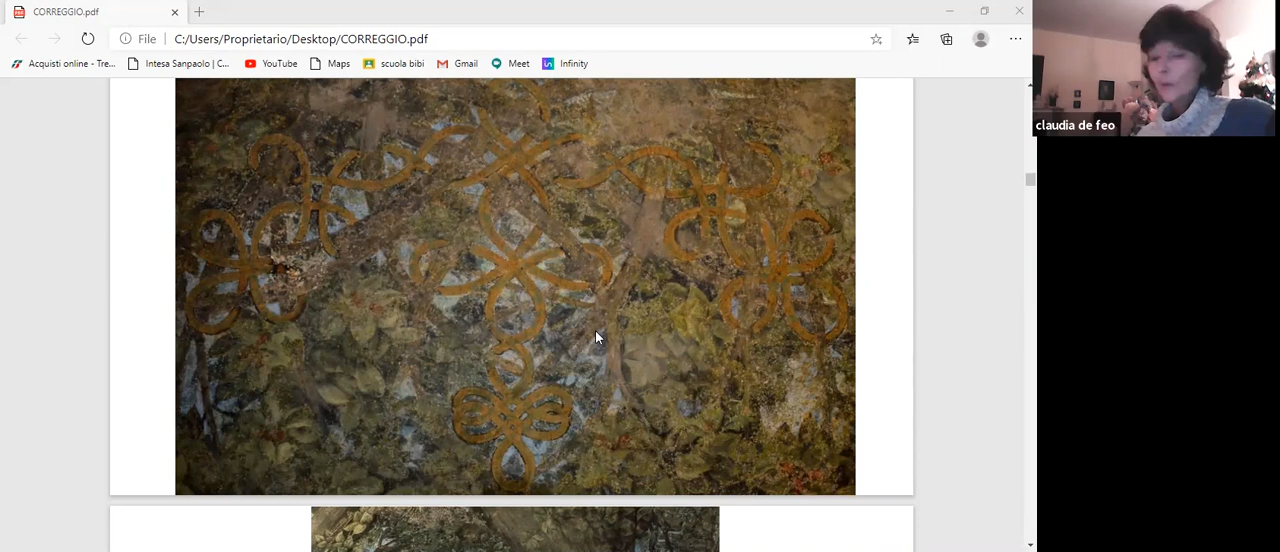 CORREGGIO.pdf
File C:/Users/Proprietario/Desktop/CORREGGIO.pdf
Acquisti online - Tre... Intesa Sanpaolo | C... YouTube Maps scuola bibi Gmail Meet Infinity
claudia de feo